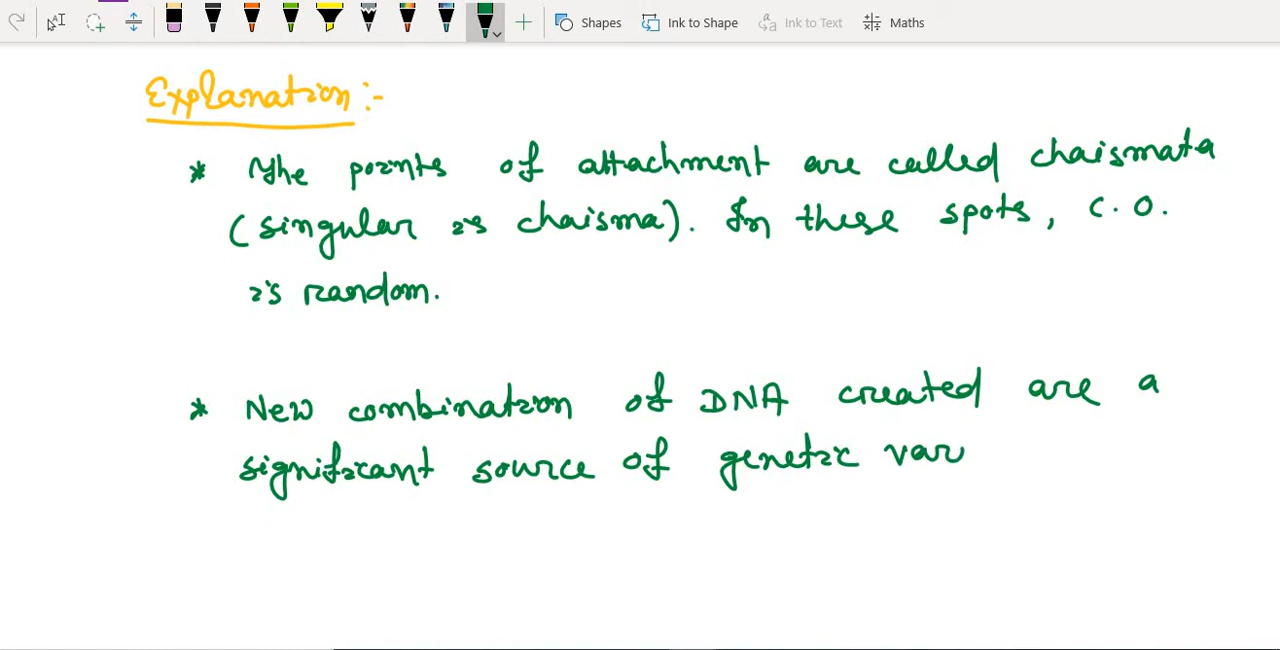 Shapes Ink to Shape Ink to Text Maths
Explanation :-
* The points of attachment are called chaismata
(singular is chaisma). In these spots, C.O.
is random.
* New combination of DNA created are a
significant source of genetic var